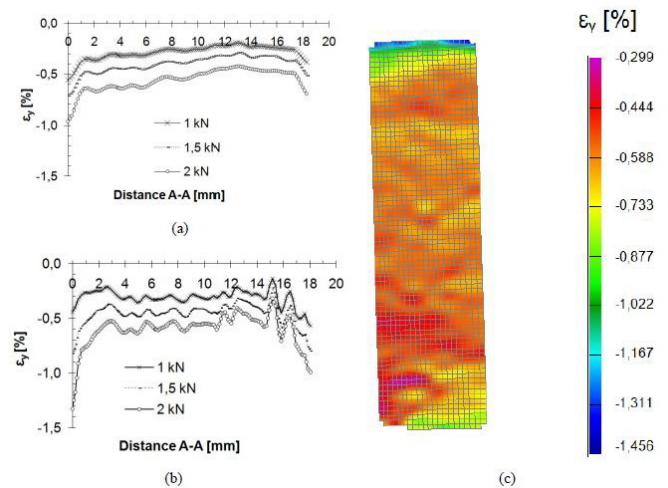 0,0
0 2 4 6 8 10 12 14 16 18 20
-0,5
-1,0
-1,5
εy [%]
1 kN
1,5 kN
2 kN
Distance A-A [mm]
(a)
0,0
0 2 4 6 8 10 12 14 16 18 20
-0,5
-1,0
-1,5
εy [%]
1 kN
1,5 kN
2 kN
Distance A-A [mm]
(b)
εy [%]
-0,299
-0,444
-0,588
-0,733
-0,877
-1,022
-1,167
-1,311
-1,456
(c)